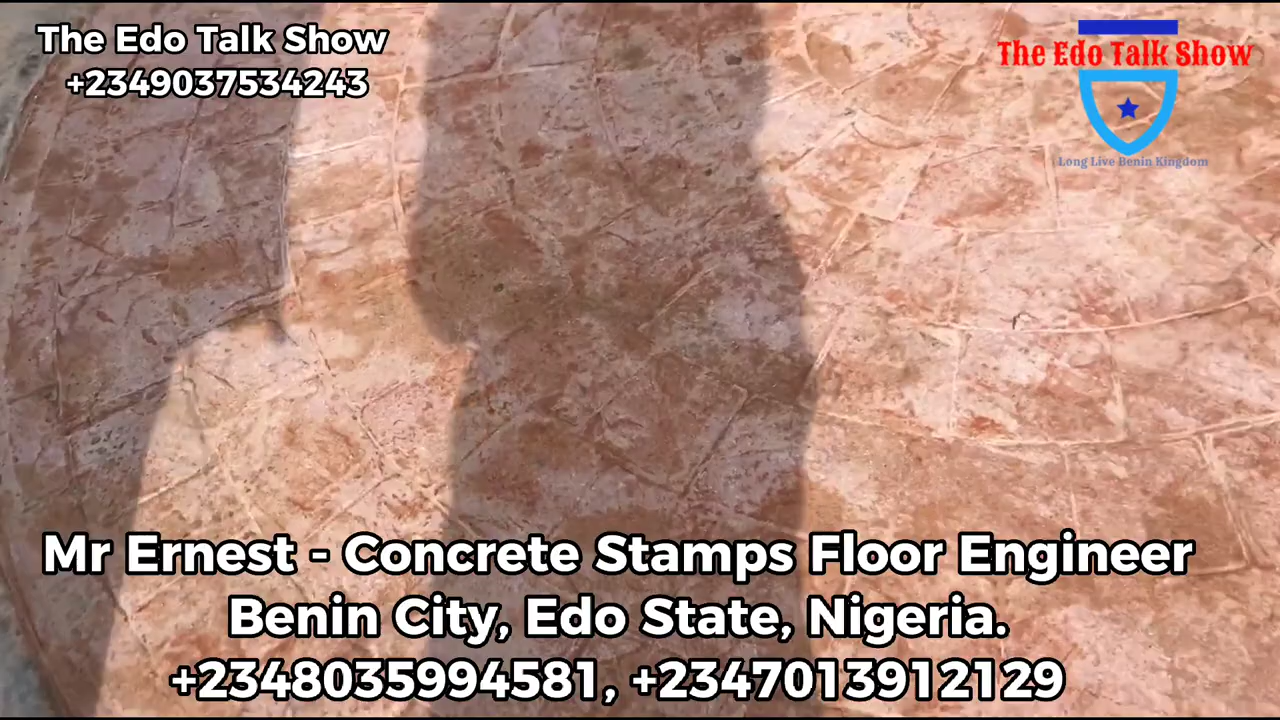 The Edo Talk Show
+2349037534243
The Edo Talk Show
Long Live Benin Kingdom
Mr Ernest - Concrete Stamps Floor Engineer
Benin City, Edo State, Nigeria.
+2348035994581, +2347013912129